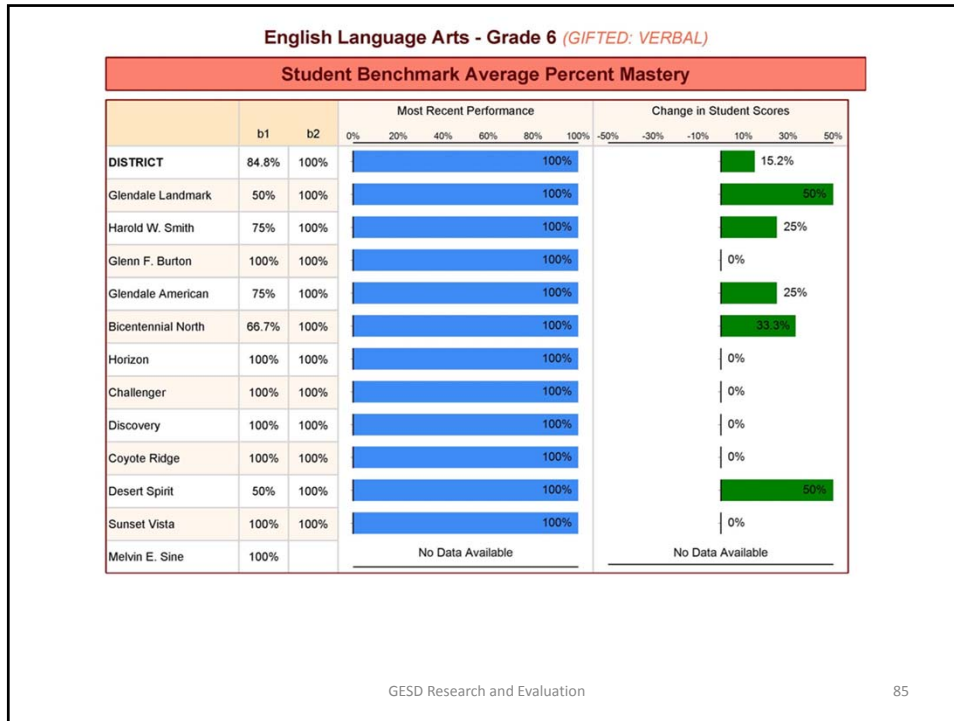 English Language Arts - Grade 6 (GIFTED: VERBAL)
Student Benchmark Average Percent Mastery
Most Recent Performance Change in Student Scores
b1 b2 0% 20% 40% 60% 80% 100% -50% -30% -10% 10% 30% 50%
DISTRICT 84.8% 100% 100% 15.2%
Glendale Landmark 50% 100% 100% 50%
Harold W. Smith 75% 100% 100% 25%
Glenn F. Burton 100% 100% 100% 0%
Glendale American 75% 100% 100% 25%
Bicentennial North 66.7% 100% 100% 33.3%
Horizon 100% 100% 100% 0%
Challenger 100% 100% 100% 0%
Discovery 100% 100% 100% 0%
Coyote Ridge 100% 100% 100% 0%
Desert Spirit 50% 100% 100% 50%
Sunset Vista 100% 100% 100% 0%
Melvin E. Sine 100% No Data Available No Data Available
GESD Research and Evaluation 85